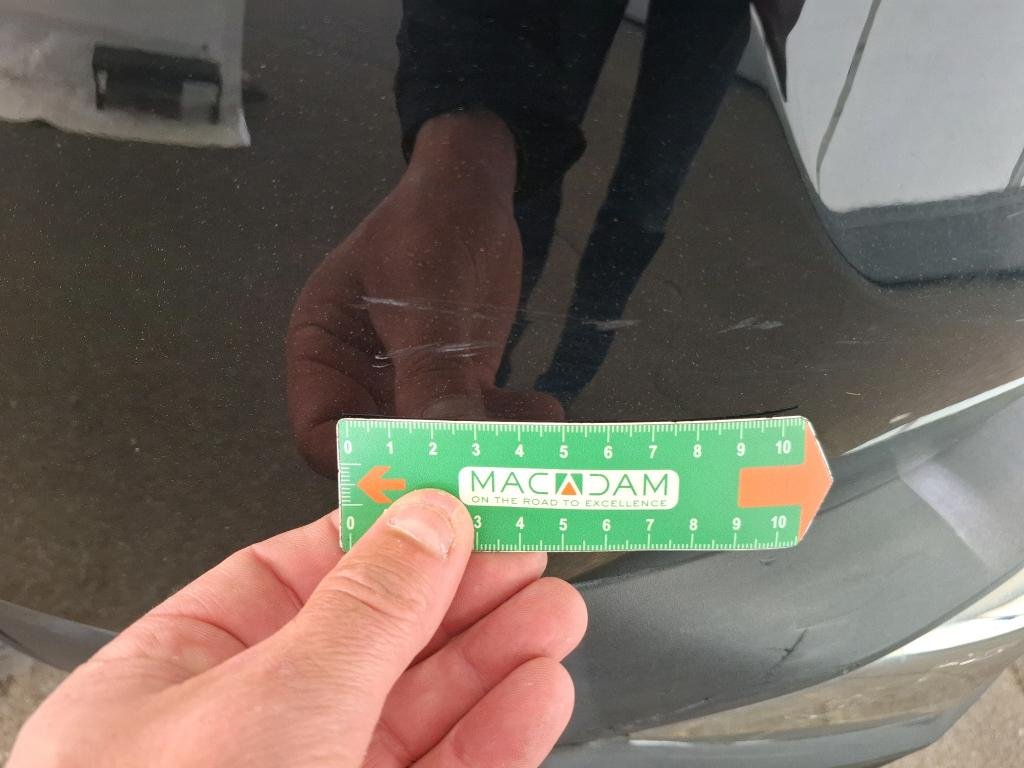 0 1 2 3 4 5 6 7 8 9 10
MACADAM
ON THE ROAD TO EXCELLENCE
0 3 4 5 6 7 8 9 10